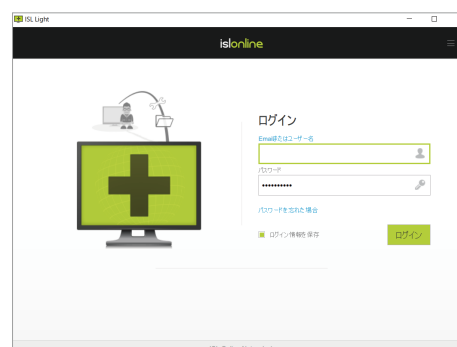 ISL Light
islonline
ログイン
Emailまたはユーザー名
パスワード
••••••••••
パスワードを忘れた場合
ログイン情報を保存
ログイン